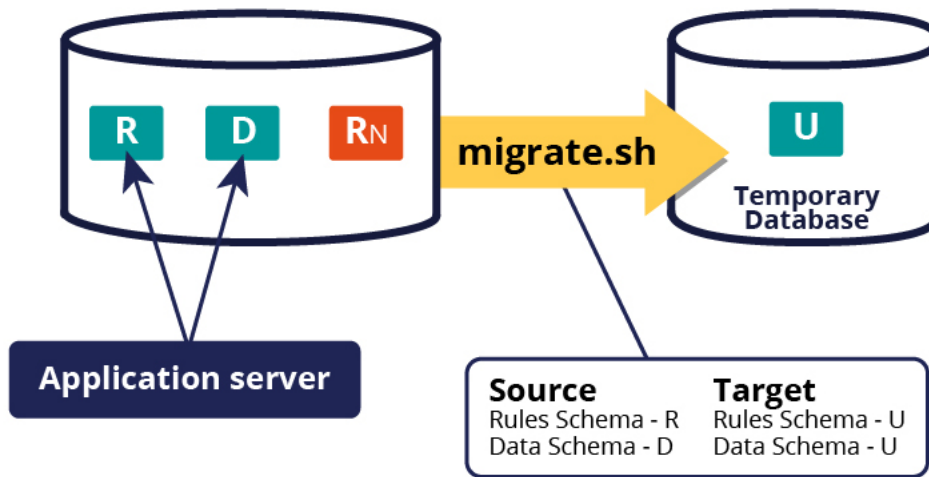 R
D
RN
migrate.sh
U
Temporary
Database
Application server
Source
Rules Schema - R
Data Schema - D
Target
Rules Schema - U
Data Schema - U